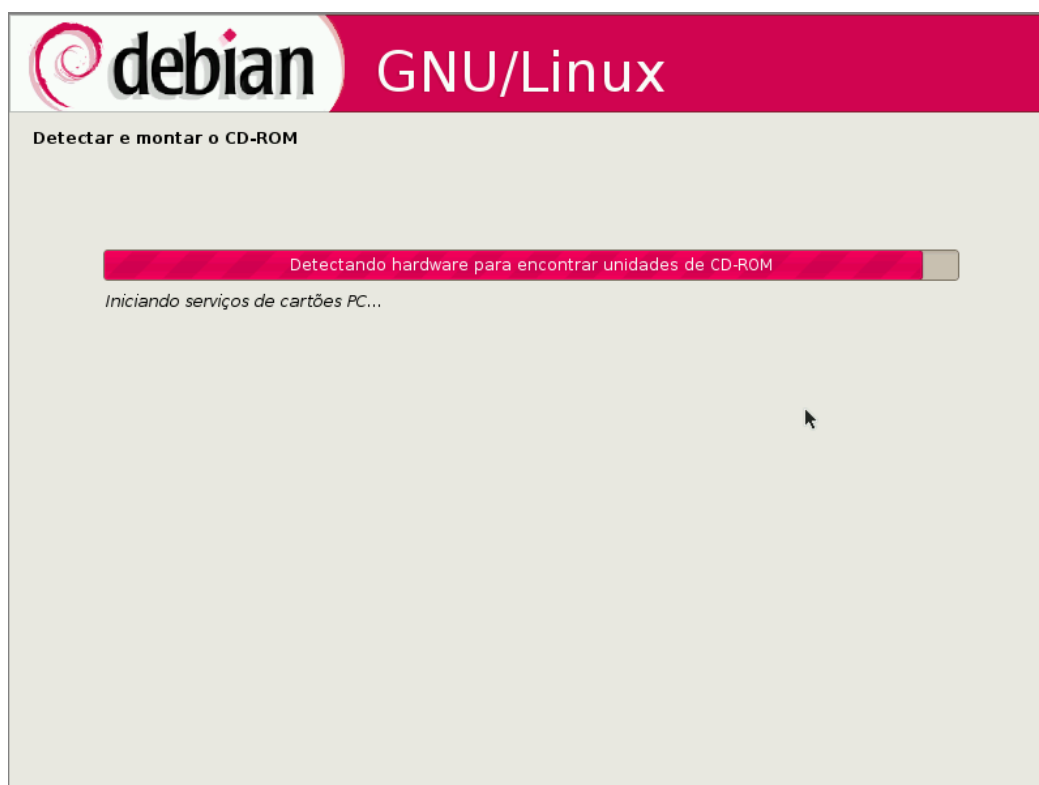 debian GNU/Linux
Detectar e montar o CD-ROM
Detectando hardware para encontrar unidades de CD-ROM
Iniciando serviços de cartões PC...